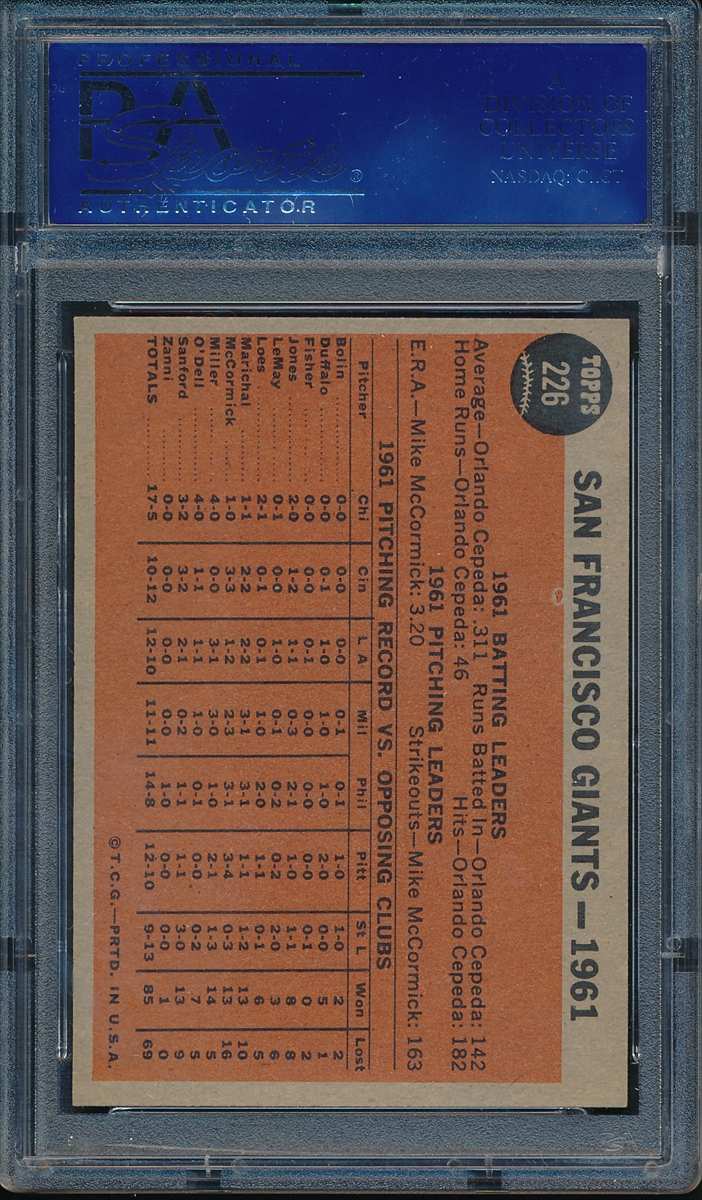 PROFESSIONAL
PSA
Sports ®
AUTHENTICATOR
A
DIVISION OF
COLLECTORS
UNIVERSE
NASDAQ: CLCT
TOPPS
226
SAN FRANCISCO GIANTS—1961
1961 BATTING LEADERS
Average—Orlando Cepeda: .311 Runs Batted In—Orlando Cepeda: 142
Home Runs—Orlando Cepeda: 46 Hits—Orlando Cepeda: 182
1961 PITCHING LEADERS
E.R.A.—Mike McCormick: 3.20 Strikeouts—Mike McCormick: 163
1961 PITCHING RECORD VS. OPPOSING CLUBS
Pitcher Chi Cin L A Mil Phil Pitt St L Won Lost
Bolin 0-0 0-0 0-0 0-1 0-1 1-0 1-0 2 2
Duffalo 0-0 0-1 1-0 1-0 1-0 2-0 0-0 5 1
Fisher 0-0 0-0 0-1 0-0 0-0 0-0 0-1 0 2
Jones 2-0 1-2 1-1 0-3 2-1 1-0 1-1 8 8
LeMay 0-1 0-0 1-0 0-1 0-2 0-2 2-0 3 6
Loes 2-1 0-1 0-1 1-0 2-0 1-1 0-1 6 5
Marichal 1-1 2-2 2-2 3-1 3-1 1-1 1-2 13 10
McCormick 1-0 3-3 1-2 2-3 3-1 3-4 0-3 13 16
Miller 4-0 0-0 3-1 3-0 1-0 2-1 1-3 14 5
O'Dell 4-0 1-1 1-1 1-0 0-1 0-0 0-2 7 5
Sanford 3-2 3-2 2-1 0-2 1-1 1-1 3-0 13 9
Zanni 0-0 0-0 0-0 0-0 1-0 0-0 0-0 1 0
TOTALS 17-5 10-12 12-10 11-11 14-8 12-10 9-13 85 69
©T.C.G.—PRTD. IN U.S.A.